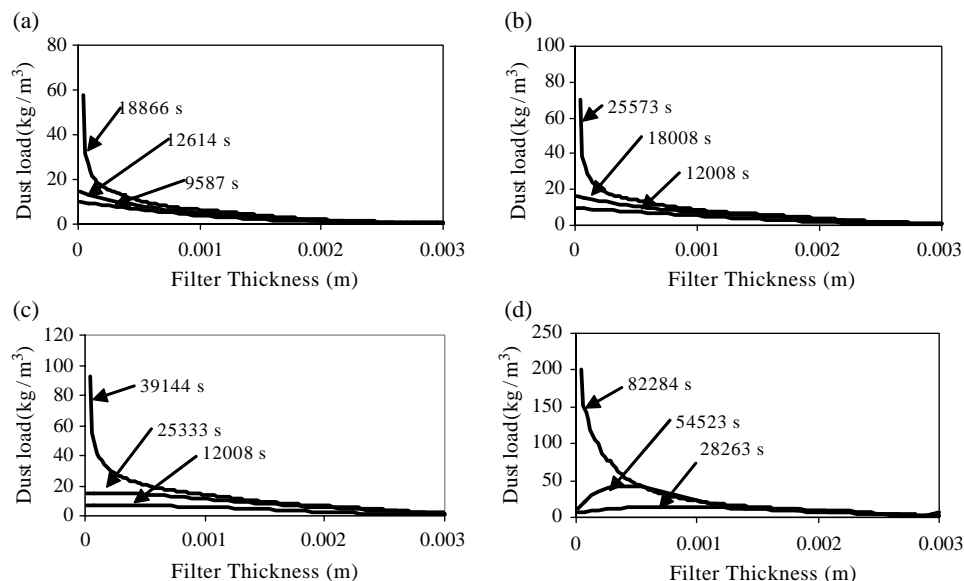 (a)
Dust load(kg/m³)
80
60
40
20
0
18866 s
12614 s
9587 s
0 0.001 0.002 0.003
Filter Thickness (m)
(b)
Dust load(kg/m³)
100
80
60
40
20
0
25573 s
18008 s
12008 s
0 0.001 0.002 0.003
Filter Thickness (m)
(c)
Dust load(kg/m³)
120
100
80
60
40
20
0
39144 s
25333 s
12008 s
0 0.001 0.002 0.003
Filter Thickness (m)
(d)
Dust load(kg/m³)
250
200
150
100
50
0
82284 s
54523 s
28263 s
0 0.001 0.002 0.003
Filter Thickness (m)